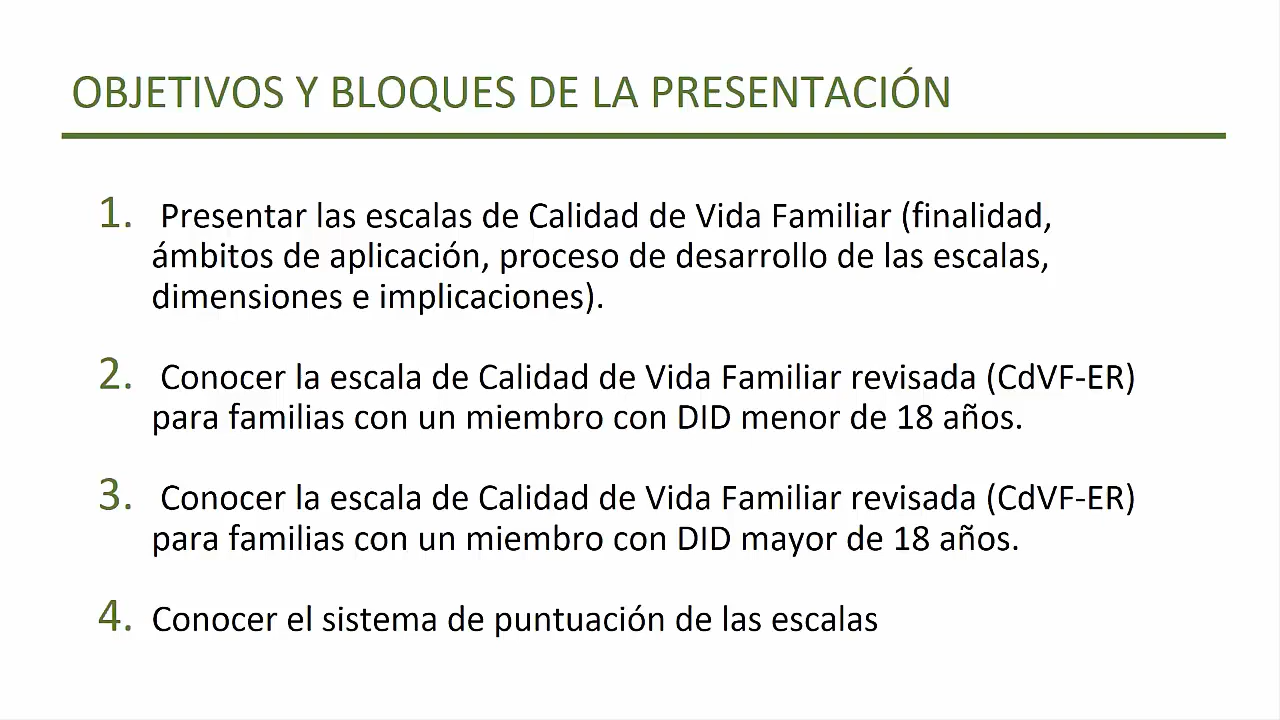 OBJETIVOS Y BLOQUES DE LA PRESENTACIÓN
1. Presentar las escalas de Calidad de Vida Familiar (finalidad,
ámbitos de aplicación, proceso de desarrollo de las escalas,
dimensiones e implicaciones).
2. Conocer la escala de Calidad de Vida Familiar revisada (CdVF-ER)
para familias con un miembro con DID menor de 18 años.
3. Conocer la escala de Calidad de Vida Familiar revisada (CdVF-ER)
para familias con un miembro con DID mayor de 18 años.
4. Conocer el sistema de puntuación de las escalas